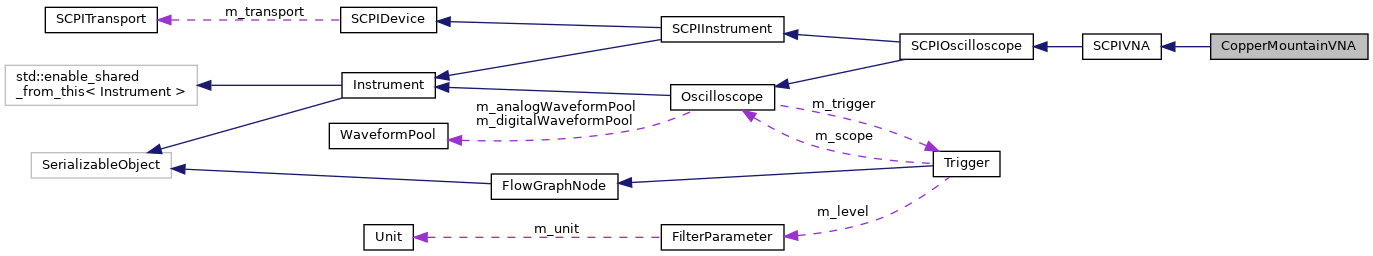 SCPITransport
m_transport
SCPIDevice
SCPIInstrument
SCPIOscilloscope
SCPIVNA
CopperMountainVNA
std::enable_shared
_from_this< Instrument >
Instrument
Oscilloscope
m_analogWaveformPool
m_digitalWaveformPool
m_trigger
WaveformPool
m_scope
SerializableObject
Trigger
FlowGraphNode
m_level
Unit
m_unit
FilterParameter